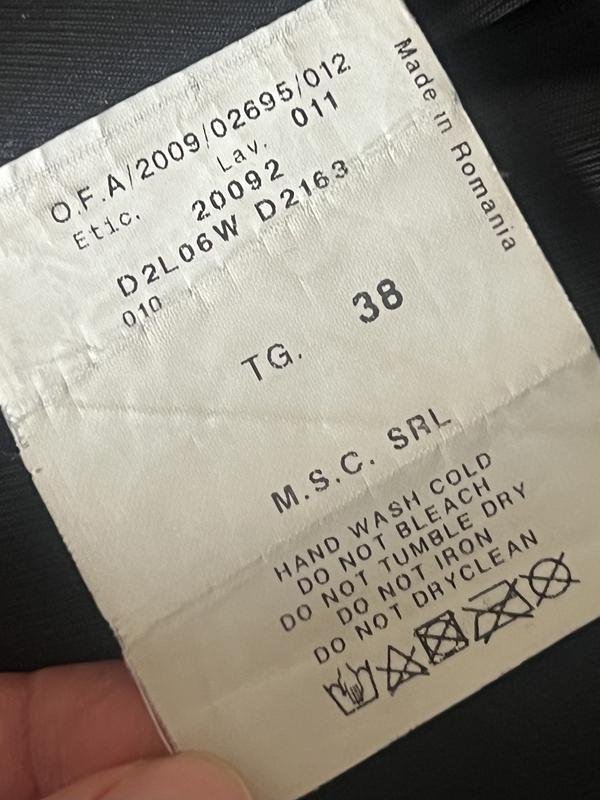 O.F.A/2009/02695/012
Etic. Lav. 011
20092
D2L06W D2163
010
TG. 38
M.S.C. SRL
HAND WASH COLD
DO NOT BLEACH
DO NOT TUMBLE DRY
DO NOT IRON
DO NOT DRYCLEAN
Made in Romania